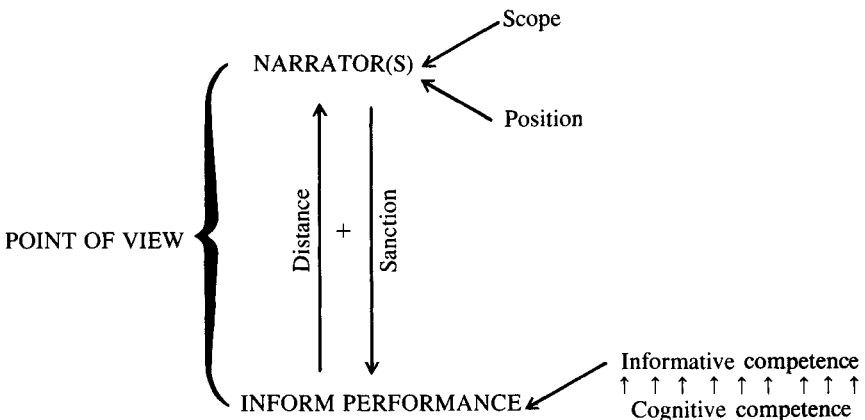 Scope
NARRATOR(S)
Position
Distance
+
Sanction
POINT OF VIEW
Informative competence
INFORM PERFORMANCE
Cognitive competence